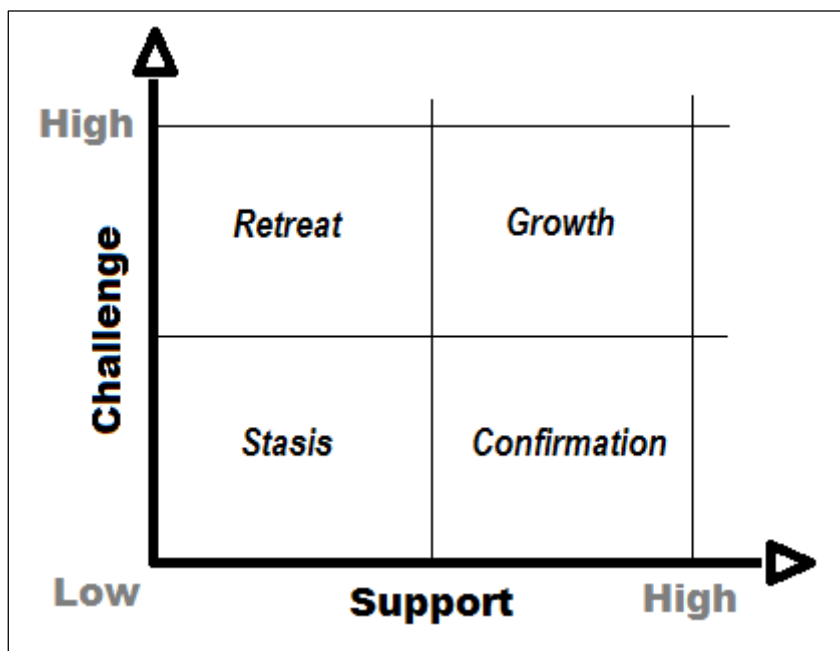 High
Retreat
Growth
Challenge
Stasis
Confirmation
Low
Support
High